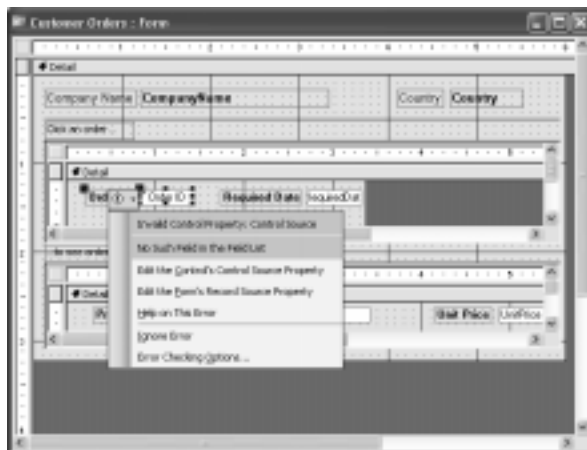 Customer Orders : Form
Detail
Company Name CompanyName Country Country
Click an order
Detail
Order ID Required Date RequiredDat
Invalid Control Property: Control Source
No Such Field in the Field List
Edit the Control's Control Source Property
Edit the Form's Record Source Property
Help on This Error
Ignore Error
Error Checking Options...
Detail
Unit Price UnitPrice